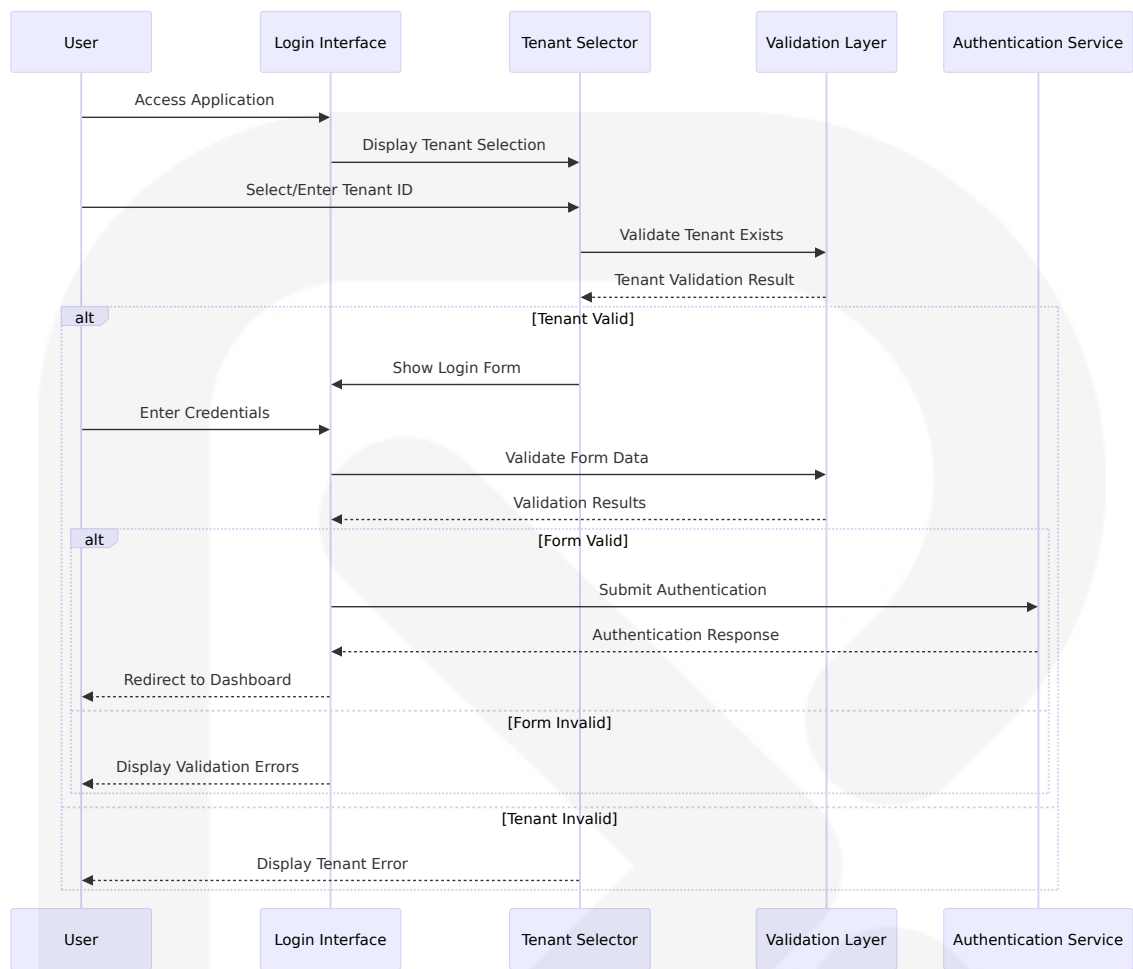 User
Login Interface
Tenant Selector
Validation Layer
Authentication Service
Access Application
Display Tenant Selection
Select/Enter Tenant ID
Validate Tenant Exists
Tenant Validation Result
alt
[Tenant Valid]
Show Login Form
Enter Credentials
Validate Form Data
Validation Results
alt
[Form Valid]
Submit Authentication
Authentication Response
Redirect to Dashboard
[Form Invalid]
Display Validation Errors
[Tenant Invalid]
Display Tenant Error
User
Login Interface
Tenant Selector
Validation Layer
Authentication Service